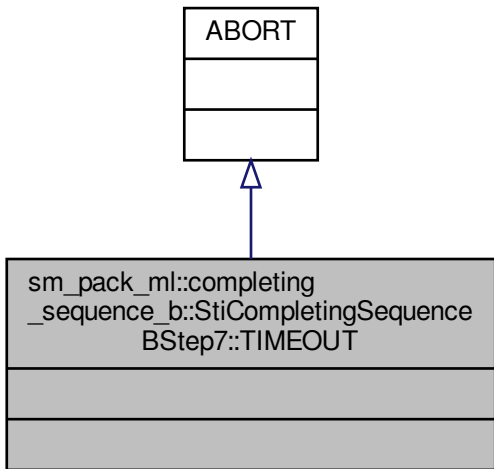 ABORT
sm_pack_ml::completing
_sequence_b::StiCompletingSequence
BStep7::TIMEOUT